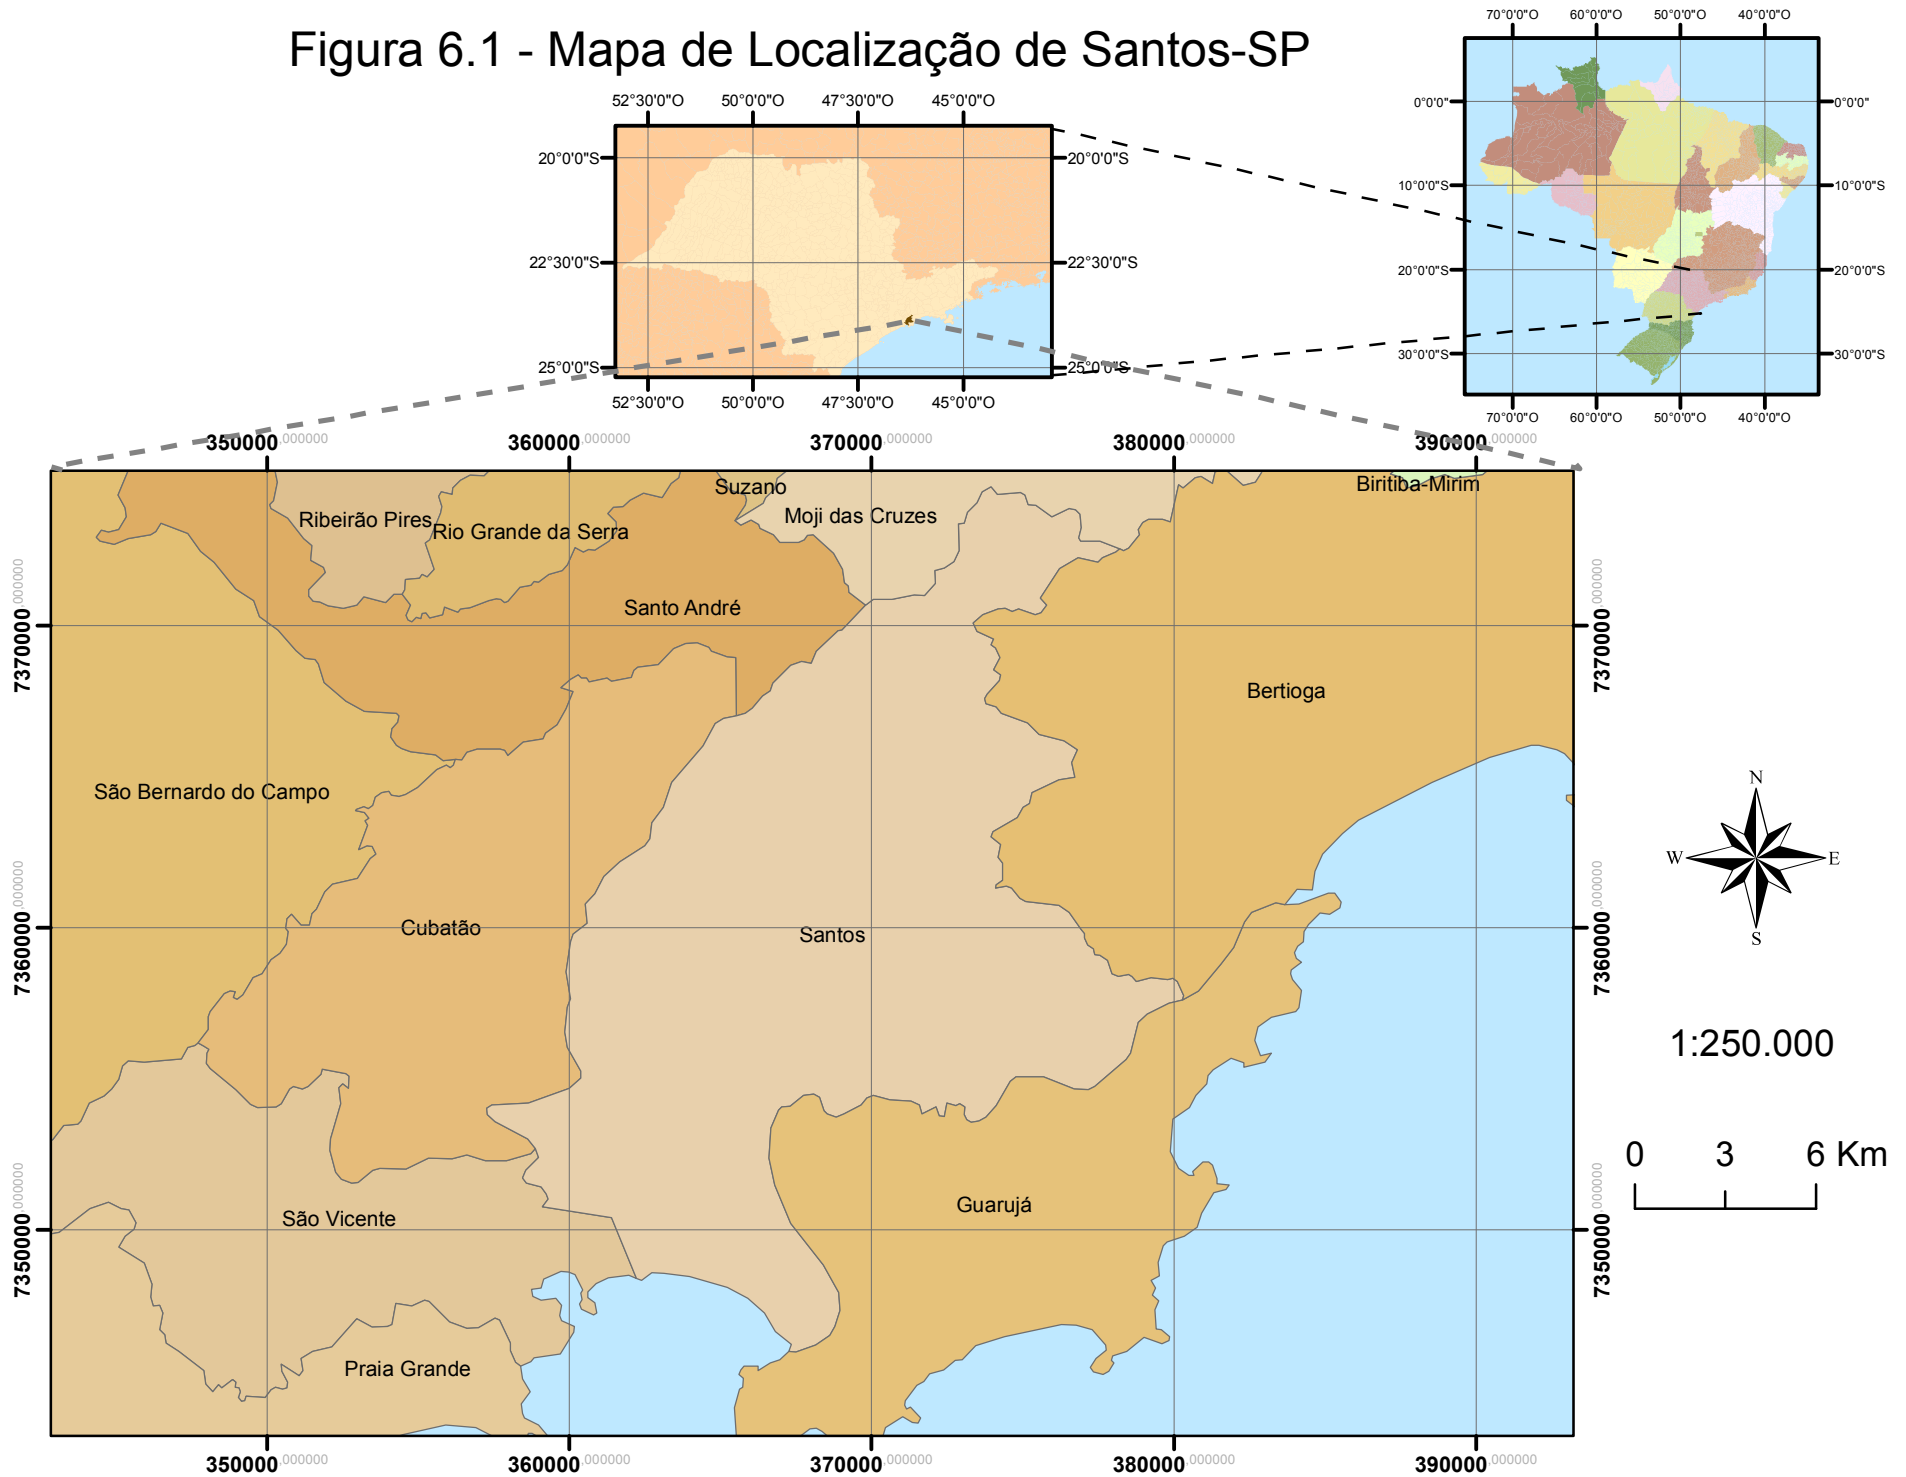 Figura 6.1 - Mapa de Localização de Santos-SP
70°0'0"O 60°0'0"O 50°0'0"O 40°0'0"O
0°0'0" 0°0'0"
10°0'0"S 10°0'0"S
20°0'0"S 20°0'0"S
30°0'0"S 30°0'0"S
70°0'0"O 60°0'0"O 50°0'0"O 40°0'0"O
52°30'0"O 50°0'0"O 47°30'0"O 45°0'0"O
20°0'0"S 20°0'0"S
22°30'0"S 22°30'0"S
25°0'0"S 25°0'0"S
52°30'0"O 50°0'0"O 47°30'0"O 45°0'0"O
350000,000000 360000,000000 370000,000000 380000,000000 390000,000000
Suzano
Biritiba-Mirim
Ribeirão Pires
Moji das Cruzes
Rio Grande da Serra
Santo André
7370000,000000 7370000,000000
Bertioga
São Bernardo do Campo
N
W E
S
Cubatão
Santos
7360000,000000 7360000,000000
1:250.000
0 3 6 Km
Guarujá
São Vicente
7350000,000000 7350000,000000
Praia Grande
350000,000000 360000,000000 370000,000000 380000,000000 390000,000000